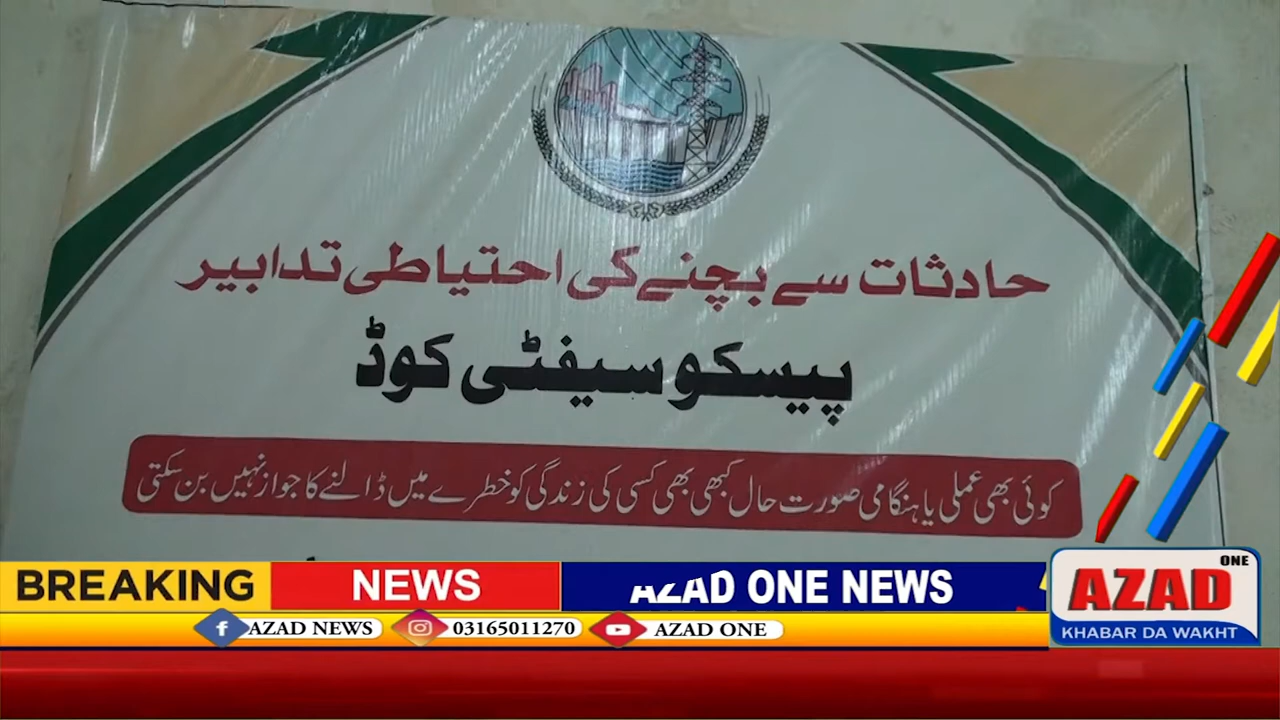 حادثات سے بچنے کی احتیاطی تدابیر
پیسکو سیفٹی کوڈ
کوئی بھی عملی یا ہنگامی صورت حال کبھی بھی کسی کی زندگی کو خطرے میں ڈالنے کا جواز نہیں بن سکتی
BREAKING NEWS AZAD ONE NEWS
AZAD NEWS 03165011270 AZAD ONE
ONE
AZAD
KHABAR DA WAKHT